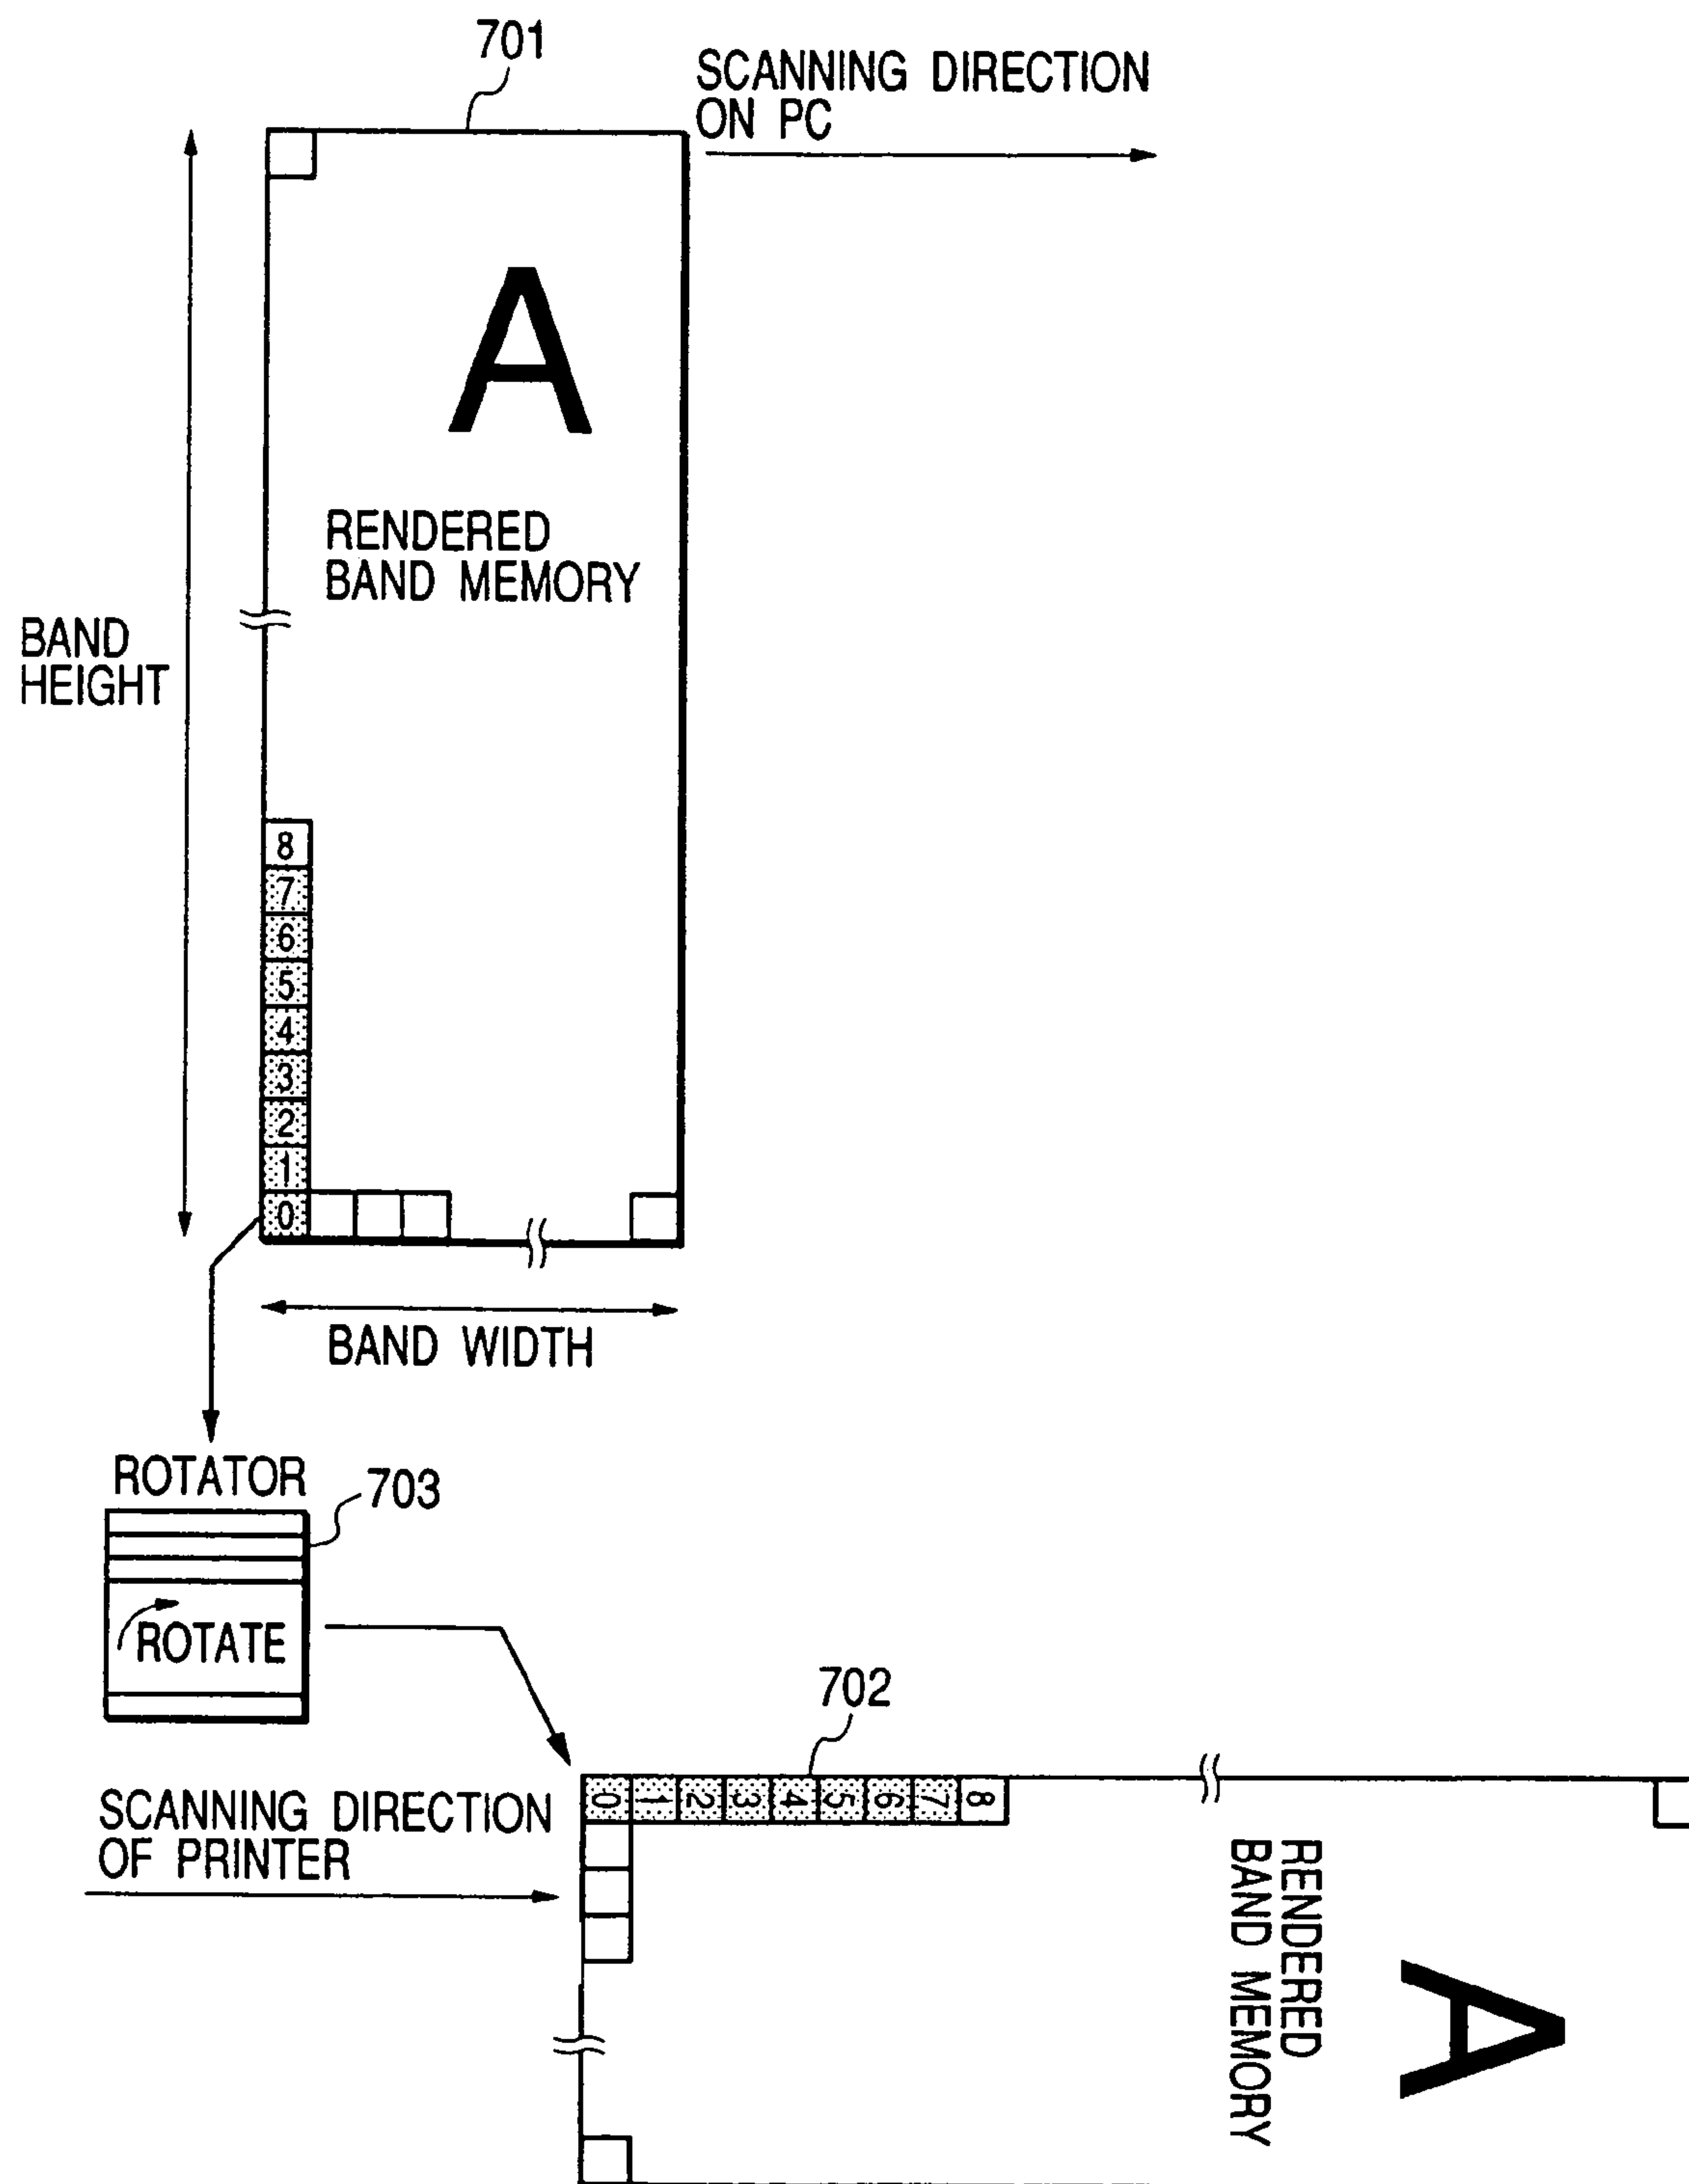 701
SCANNING DIRECTION
ON PC
A
RENDERED
BAND MEMORY
BAND
HEIGHT
8
7
6
5
4
3
2
1
0
BAND WIDTH
ROTATOR
703
ROTATE
702
0 1 2 3 4 5 6 7 8
SCANNING DIRECTION
OF PRINTER
RENDERED
BAND MEMORY
A